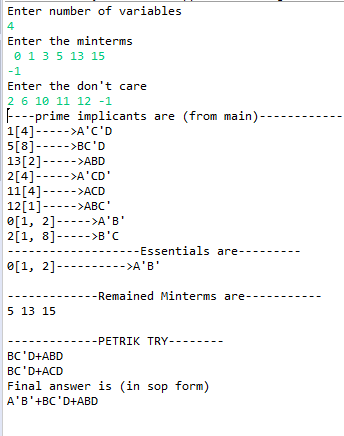 Enter number of variables
4
Enter the minterms
0 1 3 5 13 15
-1
Enter the don't care
2 6 10 11 12 -1
----prime implicants are (from main)------------
1[4]----->A'C'D
5[8]----->BC'D
13[2]----->ABD
2[4]----->A'CD'
11[4]----->ACD
12[1]----->ABC'
0[1, 2]----->A'B'
2[1, 8]----->B'C
-------------------Essentials are---------
0[1, 2]---------->A'B'
-------------Remained Minterms are-----------
5 13 15
-------------PETRIK TRY--------
BC'D+ABD
BC'D+ACD
Final answer is (in sop form)
A'B'+BC'D+ABD